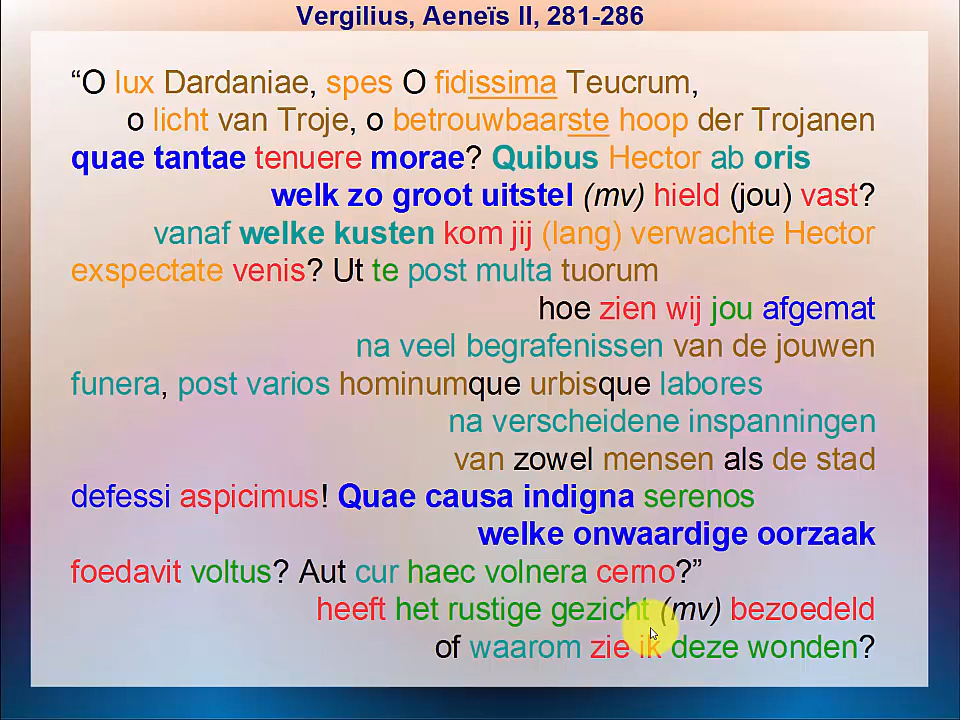 Vergilius, Aeneïs II, 281-286
“O lux Dardaniae, spes O fidissima Teucrum,
o licht van Troje, o betrouwbaarste hoop der Trojanen
quae tantae tenuere morae? Quibus Hector ab oris
welk zo groot uitstel (mv) hield (jou) vast?
vanaf welke kusten kom jij (lang) verwachte Hector
exspectate venis? Ut te post multa tuorum
hoe zien wij jou afgemat
na veel begrafenissen van de jouwen
funera, post varios hominumque urbisque labores
na verscheidene inspanningen
van zowel mensen als de stad
defessi aspicimus! Quae causa indigna serenos
welke onwaardige oorzaak
foedavit voltus? Aut cur haec volnera cerno?”
heeft het rustige gezicht (mv) bezoedeld
of waarom zie ik deze wonden?